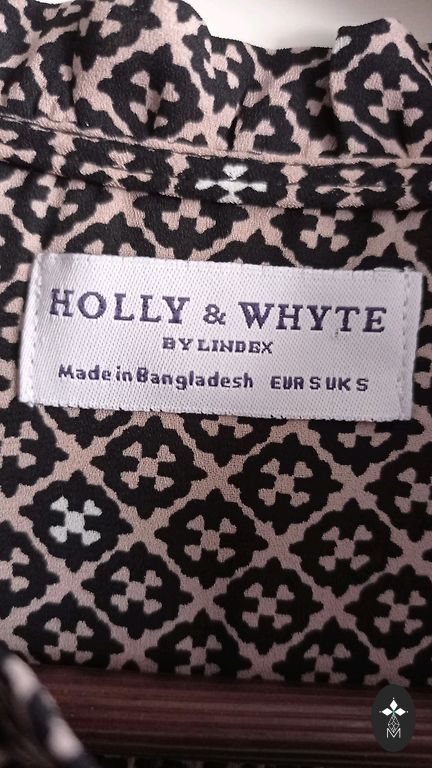 HOLLY & WHYTE
BY LINDEX
Made in Bangladesh EUR S UK S
M